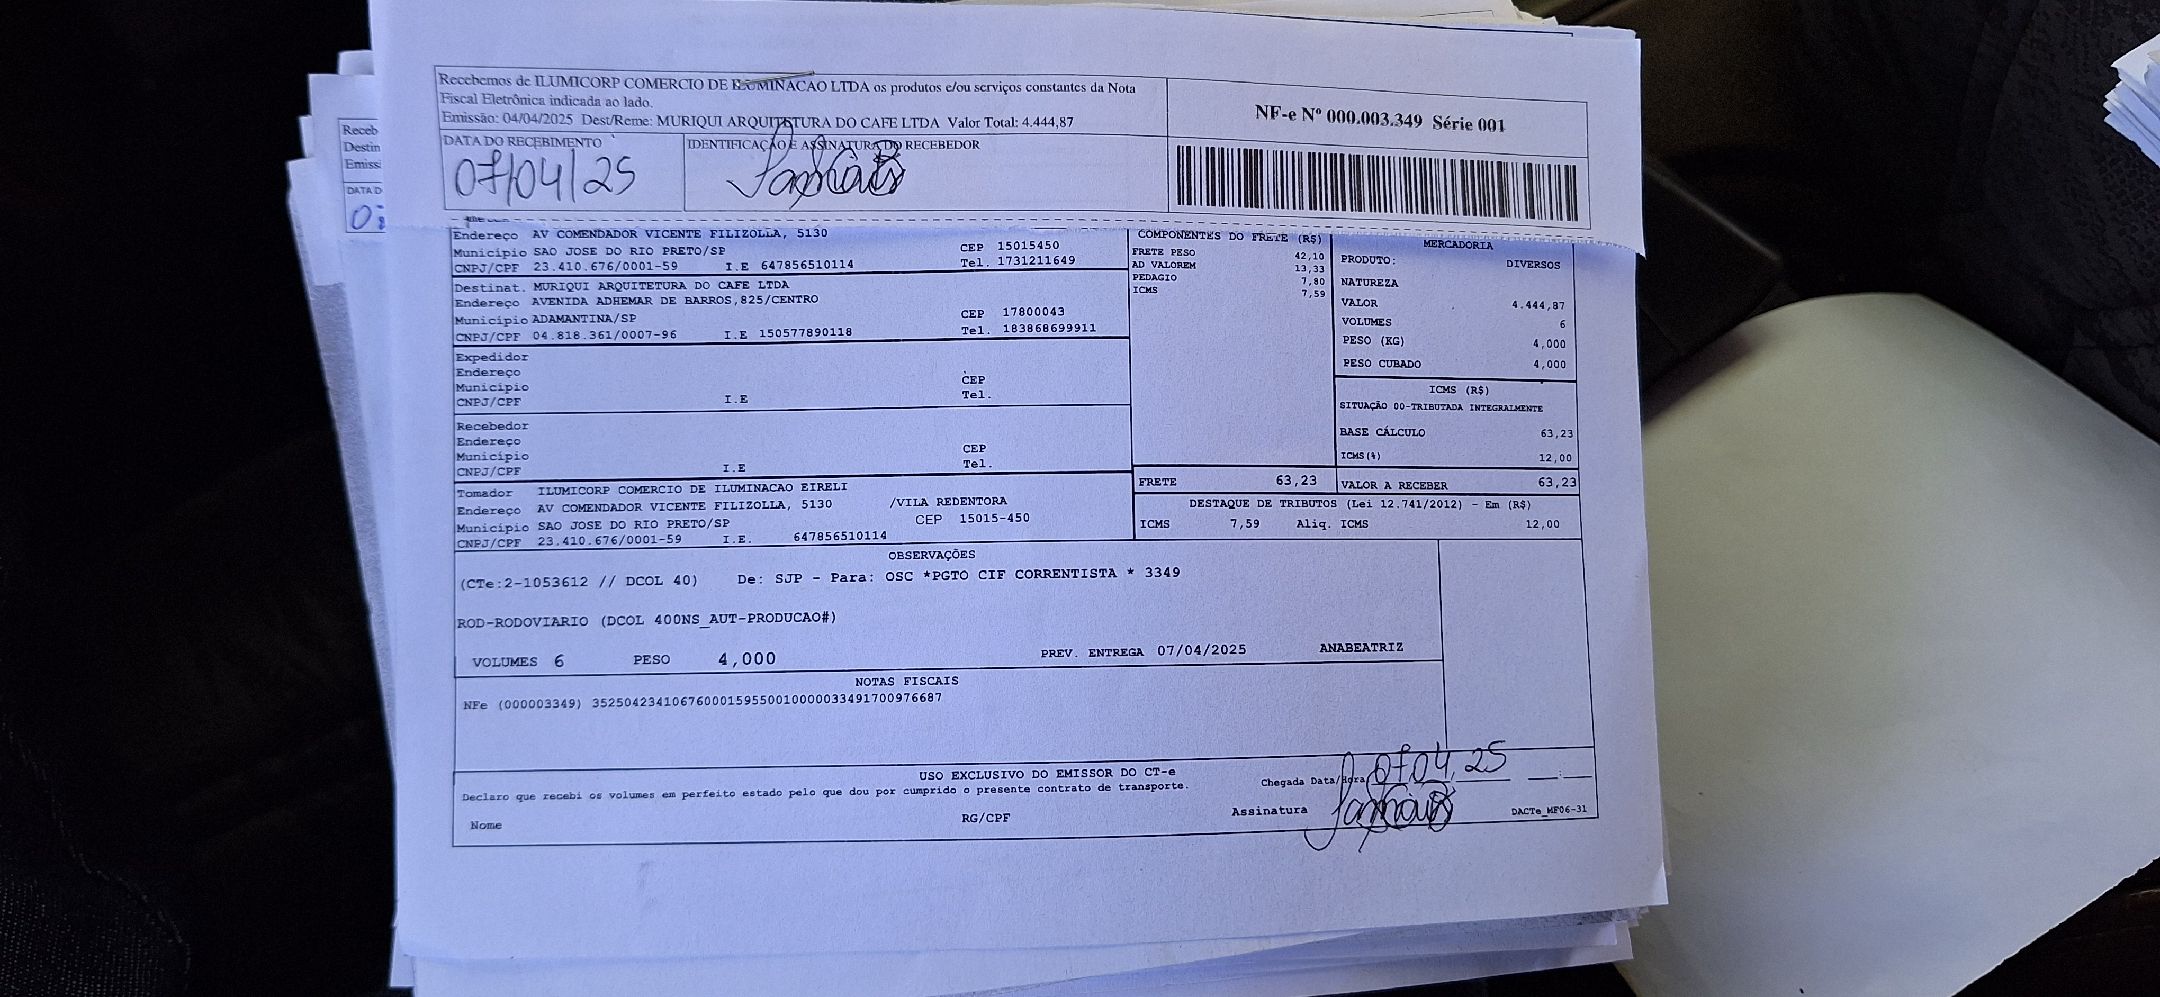 Recebemos de ILUMICORP COMERCIO DE ILUMINACAO LTDA os produtos e/ou serviços constantes da Nota
Fiscal Eletrônica indicada ao lado.
Emissão: 04/04/2025 Dest/Reme: MURIQUI ARQUITETURA DO CAFE LTDA Valor Total: 4.444,87
NF-e Nº 000.003.349 Série 001
DATA DO RECEBIMENTO
07/04/25
IDENTIFICAÇÃO E ASSINATURA DO RECEBEDOR
Receb
Destin
Emiss
DATA D
Endereço AV COMENDADOR VICENTE FILIZOLLA, 5130
Município SAO JOSE DO RIO PRETO/SP CEP 15015450
CNPJ/CPF 23.410.676/0001-59 I.E 647856510114 Tel. 1731211649
Destinat. MURIQUI ARQUITETURA DO CAFE LTDA
Endereço AVENIDA ADHEMAR DE BARROS,825/CENTRO
Município ADAMANTINA/SP CEP 17800043
CNPJ/CPF 04.818.361/0007-96 I.E 150577890118 Tel. 183868699911
Expedidor
Endereço
Município CEP
CNPJ/CPF I.E Tel.
Recebedor
Endereço
Município CEP
CNPJ/CPF I.E Tel.
Tomador ILUMICORP COMERCIO DE ILUMINACAO EIRELI
Endereço AV COMENDADOR VICENTE FILIZOLLA, 5130 /VILA REDENTORA
Município SAO JOSE DO RIO PRETO/SP CEP 15015-450
CNPJ/CPF 23.410.676/0001-59 I.E. 647856510114
COMPONENTES DO FRETE (R$)
FRETE PESO 42,10
AD VALOREM 13,33
PEDAGIO 7,80
ICMS 7,59
MERCADORIA
PRODUTO: DIVERSOS
NATUREZA
VALOR 4.444,87
VOLUMES 6
PESO (KG) 4,000
PESO CUBADO 4,000
ICMS (R$)
SITUAÇÃO 00-TRIBUTADA INTEGRALMENTE
BASE CÁLCULO 63,23
ICMS(%) 12,00
FRETE 63,23 VALOR A RECEBER 63,23
DESTAQUE DE TRIBUTOS (Lei 12.741/2012) - Em (R$)
ICMS 7,59 Aliq. ICMS 12,00
OBSERVAÇÕES
(CTe:2-1053612 // DCOL 40) De: SJP - Para: OSC *PGTO CIF CORRENTISTA * 3349
ROD-RODOVIARIO (DCOL 400NS_AUT-PRODUCAO#)
VOLUMES 6 PESO 4,000 PREV. ENTREGA 07/04/2025 ANABEATRIZ
NOTAS FISCAIS
NFe (000003349) 35250423410676000159550010000033491700976687
USO EXCLUSIVO DO EMISSOR DO CT-e
Declaro que recebi os volumes em perfeito estado pelo que dou por cumprido o presente contrato de transporte.
Chegada Data/Hora 07.04.25
Nome RG/CPF Assinatura
DACTe_MF06-31